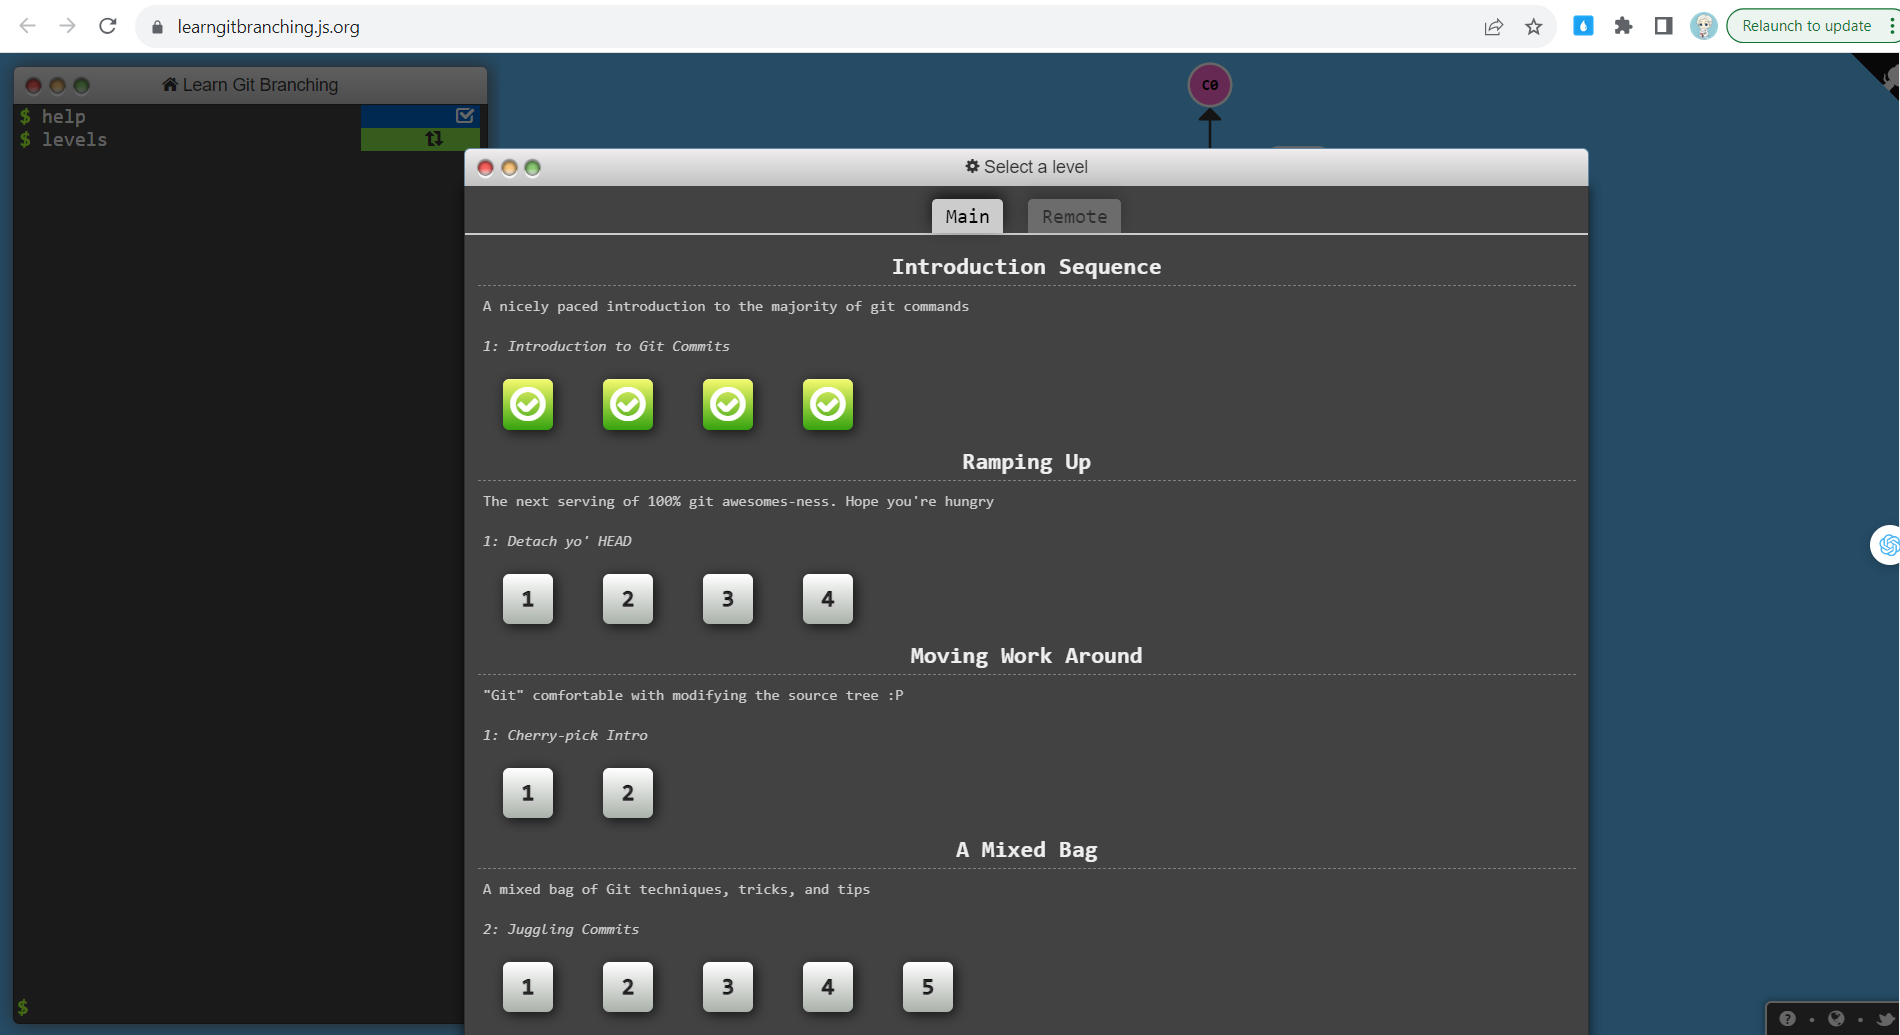 learngitbranching.js.org
Relaunch to update
Learn Git Branching
$ help
$ levels
C0
Select a level
Main Remote
Introduction Sequence
A nicely paced introduction to the majority of git commands
1: Introduction to Git Commits
Ramping Up
The next serving of 100% git awesomes-ness. Hope you're hungry
1: Detach yo' HEAD
1 2 3 4
Moving Work Around
"Git" comfortable with modifying the source tree :P
1: Cherry-pick Intro
1 2
A Mixed Bag
A mixed bag of Git techniques, tricks, and tips
2: Juggling Commits
1 2 3 4 5
$